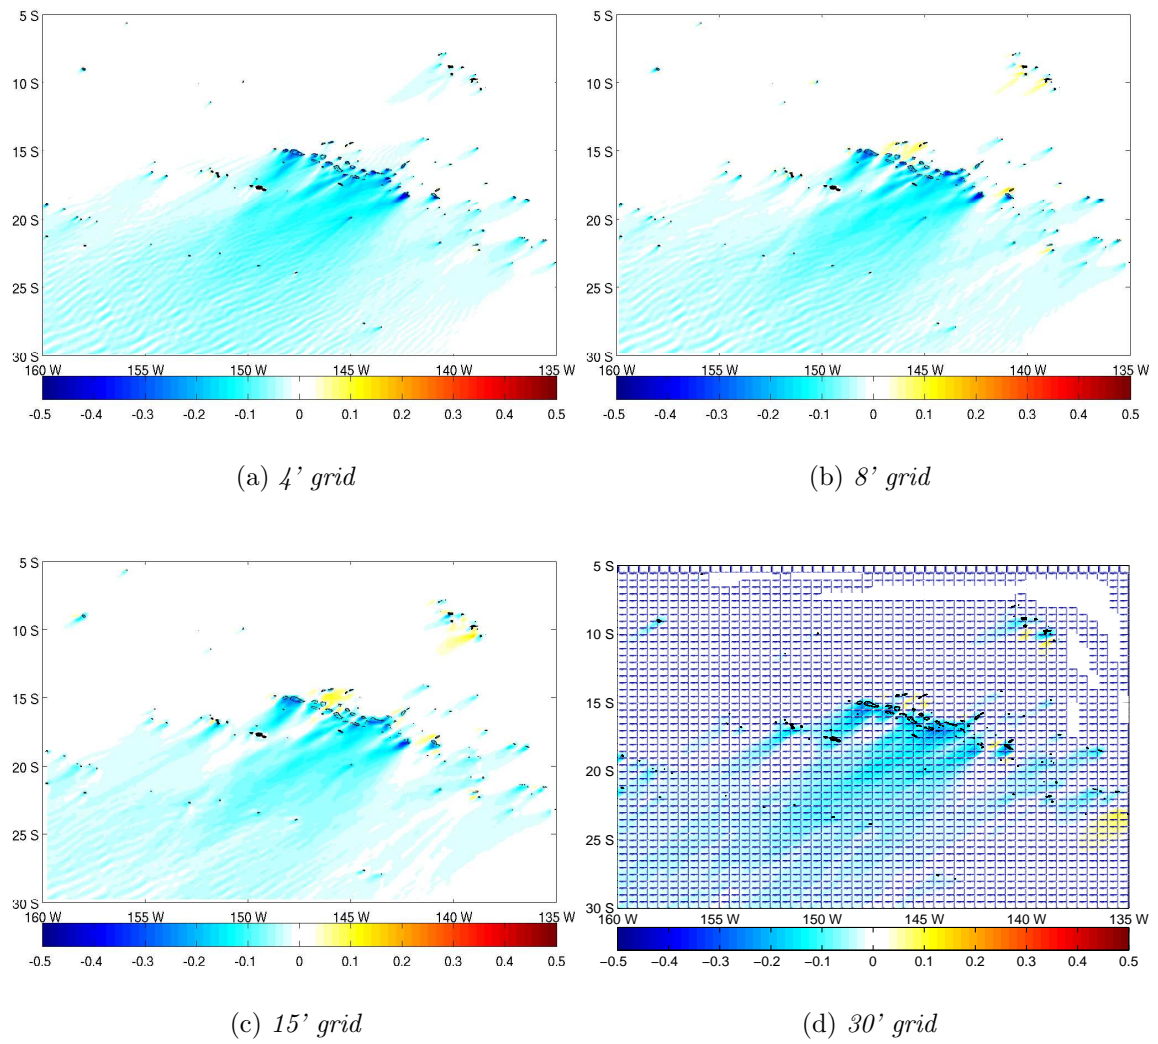 5 S
10 S
15 S
20 S
25 S
30 S
160 W 155 W 150 W 145 W 140 W 135 W
-0.5 -0.4 -0.3 -0.2 -0.1 0 0.1 0.2 0.3 0.4 0.5
(a) 4' grid
5 S
10 S
15 S
20 S
25 S
30 S
160 W 155 W 150 W 145 W 140 W 135 W
-0.5 -0.4 -0.3 -0.2 -0.1 0 0.1 0.2 0.3 0.4 0.5
(b) 8' grid
5 S
10 S
15 S
20 S
25 S
30 S
160 W 155 W 150 W 145 W 140 W 135 W
-0.5 -0.4 -0.3 -0.2 -0.1 0 0.1 0.2 0.3 0.4 0.5
(c) 15' grid
5 S
10 S
15 S
20 S
25 S
30 S
160 W 155 W 150 W 145 W 140 W 135 W
−0.5 −0.4 −0.3 −0.2 −0.1 0 0.1 0.2 0.3 0.4 0.5
(d) 30' grid